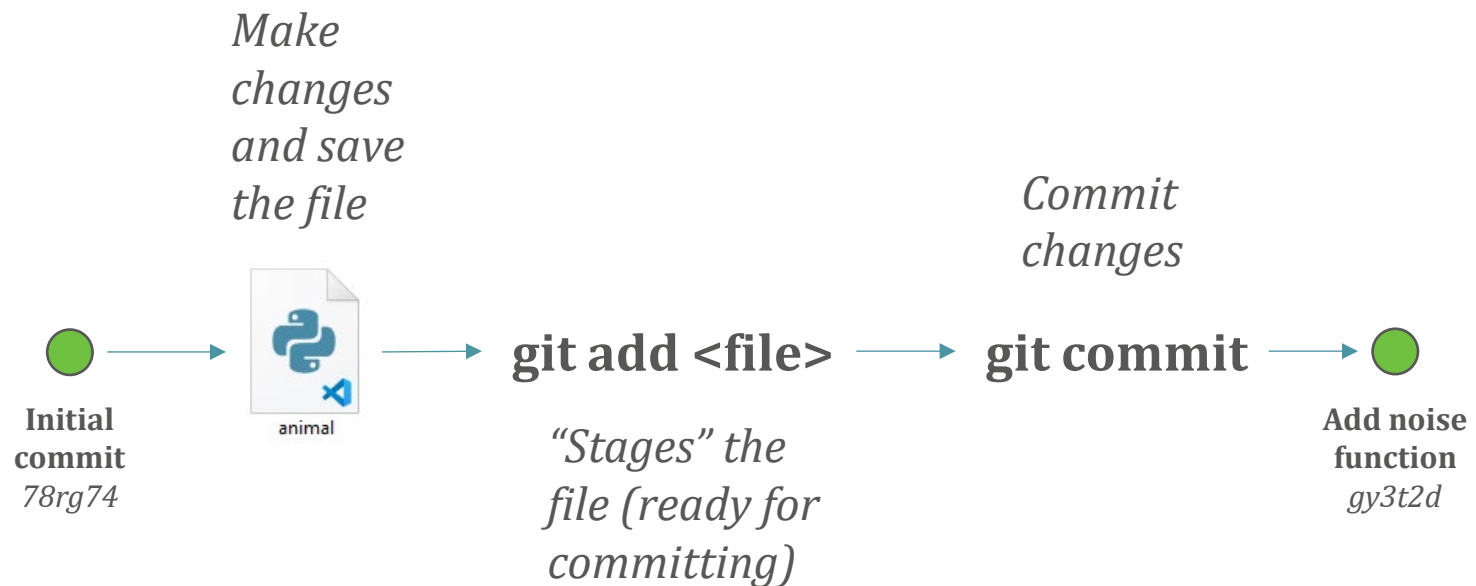 Make
changes
and save
the file
Commit
changes
animal
git add <file>
git commit
Initial
commit
78rg74
“Stages” the
file (ready for
committing)
Add noise
function
gy3t2d